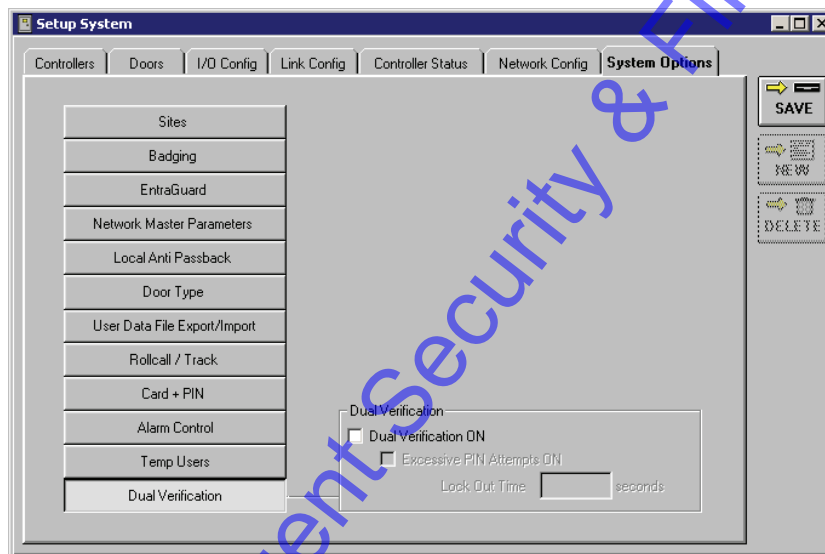 Setup System
Controllers Doors I/O Config Link Config Controller Status Network Config System Options
SAVE
NEW
DELETE
Sites
Badging
EntraGuard
Network Master Parameters
Local Anti Passback
Door Type
User Data File Export/Import
Rollcall / Track
Card + PIN
Alarm Control
Temp Users
Dual Verification
Dual Verification
Dual Verification ON
Excessive PIN Attempts ON
Lock Out Time seconds
ent Security & Fi